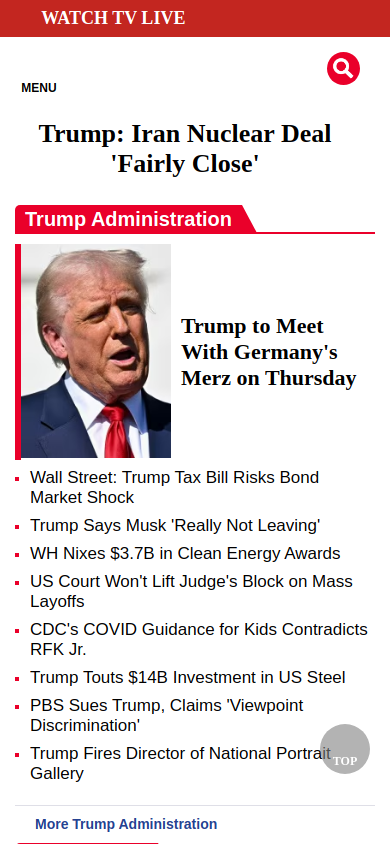 WATCH TV LIVE
MENU
Trump: Iran Nuclear Deal
'Fairly Close'
Trump Administration
Trump to Meet
With Germany's
Merz on Thursday
Wall Street: Trump Tax Bill Risks Bond
Market Shock
Trump Says Musk 'Really Not Leaving'
WH Nixes $3.7B in Clean Energy Awards
US Court Won't Lift Judge's Block on Mass
Layoffs
CDC's COVID Guidance for Kids Contradicts
RFK Jr.
Trump Touts $14B Investment in US Steel
PBS Sues Trump, Claims 'Viewpoint
Discrimination'
Trump Fires Director of National Portrait
Gallery
TOP
More Trump Administration